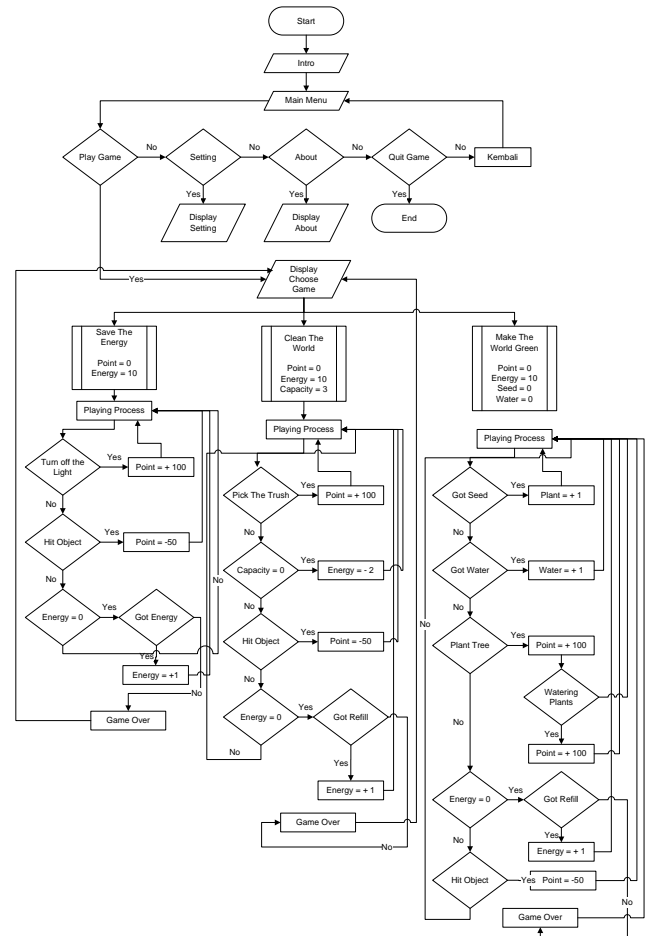 Start
Intro
Main Menu
Play Game
No
Setting
No
About
No
Quit Game
No
Kembali
Yes
Yes
Yes
Display
Setting
Display
About
End
Yes
Display
Choose
Game
Save The
Energy
Point = 0
Energy = 10
Clean The
World
Point = 0
Energy = 10
Capacity = 3
Make The
World Green
Point = 0
Energy = 10
Seed = 0
Water = 0
Playing Process
Turn off the
Light
Yes
Point = + 100
No
Hit Object
Yes
Point = -50
No
No
Energy = 0
Yes
Got Energy
Yes
Energy = +1
No
Game Over
Playing Process
Pick The Trush
Yes
Point = + 100
No
Capacity = 0
Yes
Energy = - 2
No
Hit Object
Yes
Point = -50
No
Energy = 0
Yes
Got Refill
No
Yes
Energy = + 1
Game Over
No
Playing Process
Got Seed
Yes
Plant = + 1
No
Got Water
Yes
Water = + 1
No
No
Plant Tree
Yes
Point = + 100
Watering
Plants
No
Yes
Point = + 100
Energy = 0
Yes
Got Refill
Yes
No
Energy = + 1
Hit Object
Yes
Point = -50
No
Game Over